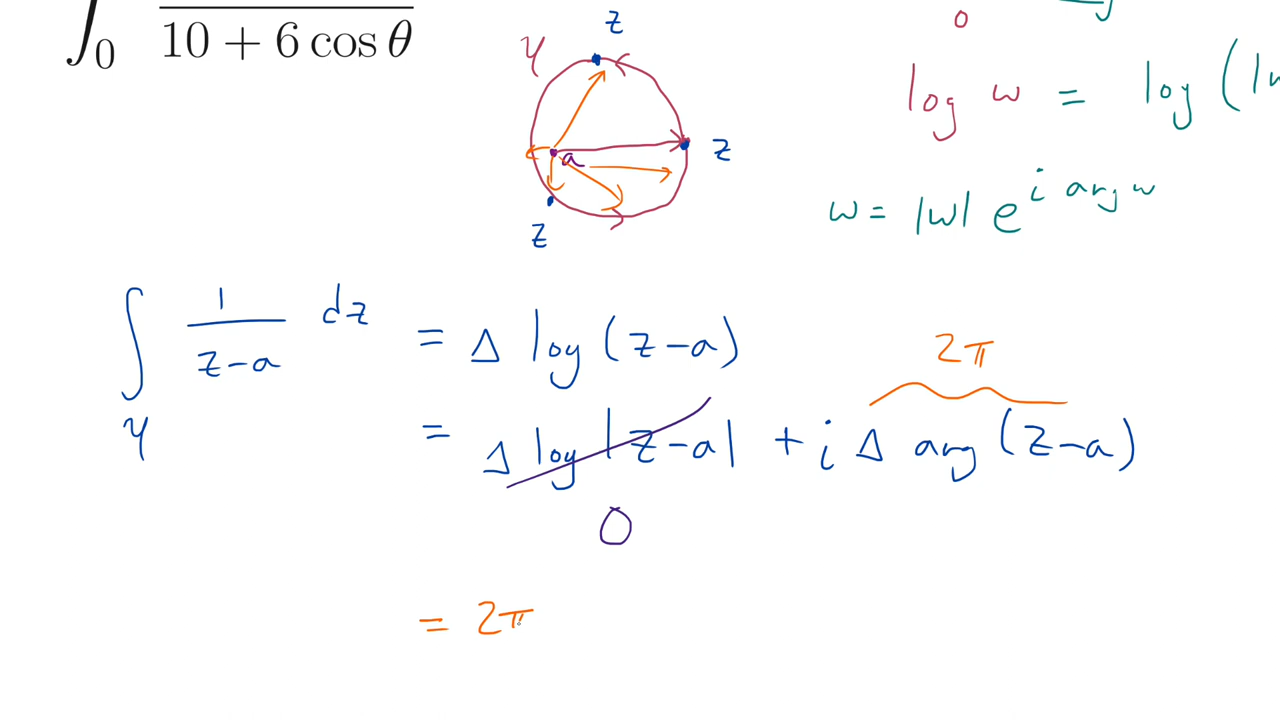 ∫₀ 10 + 6 cos θ
z
γ
a
z
z
0
log w = log (|w
w = |w| e^{i arg w}
∫_γ 1/(z-a) dz = Δ log (z-a)
2π
= Δ log |z-a| + i Δ arg (z-a)
0
= 2π